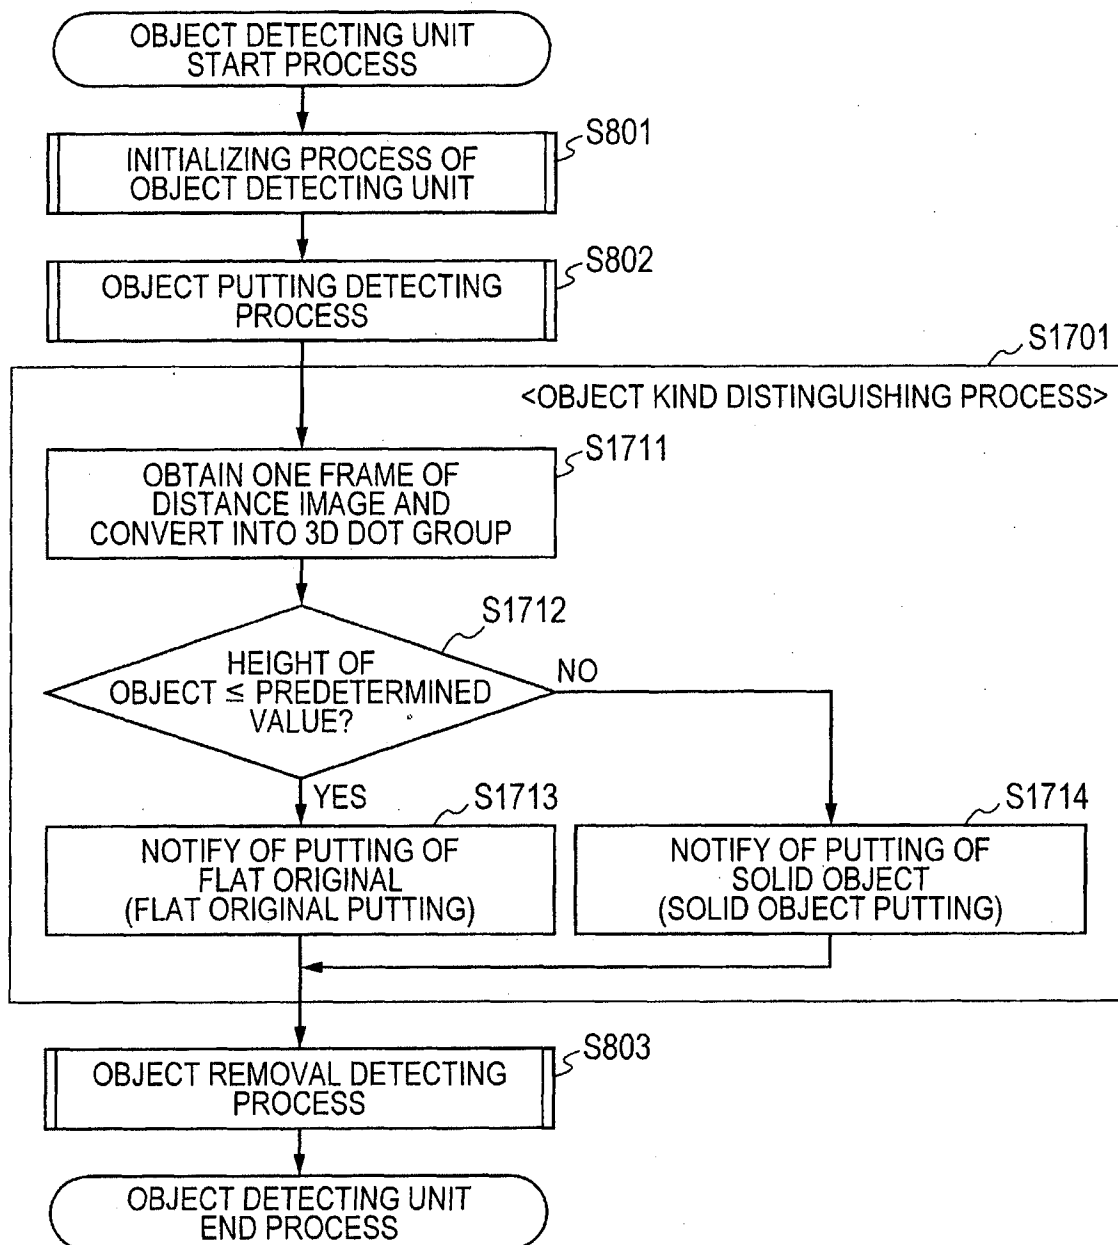 OBJECT DETECTING UNIT
START PROCESS
S801
INITIALIZING PROCESS OF
OBJECT DETECTING UNIT
S802
OBJECT PUTTING DETECTING
PROCESS
S1701
<OBJECT KIND DISTINGUISHING PROCESS>
S1711
OBTAIN ONE FRAME OF
DISTANCE IMAGE AND
CONVERT INTO 3D DOT GROUP
S1712
HEIGHT OF
OBJECT ≦ PREDETERMINED
VALUE?
NO
YES
S1713
NOTIFY OF PUTTING OF
FLAT ORIGINAL
(FLAT ORIGINAL PUTTING)
S1714
NOTIFY OF PUTTING OF
SOLID OBJECT
(SOLID OBJECT PUTTING)
S803
OBJECT REMOVAL DETECTING
PROCESS
OBJECT DETECTING UNIT
END PROCESS